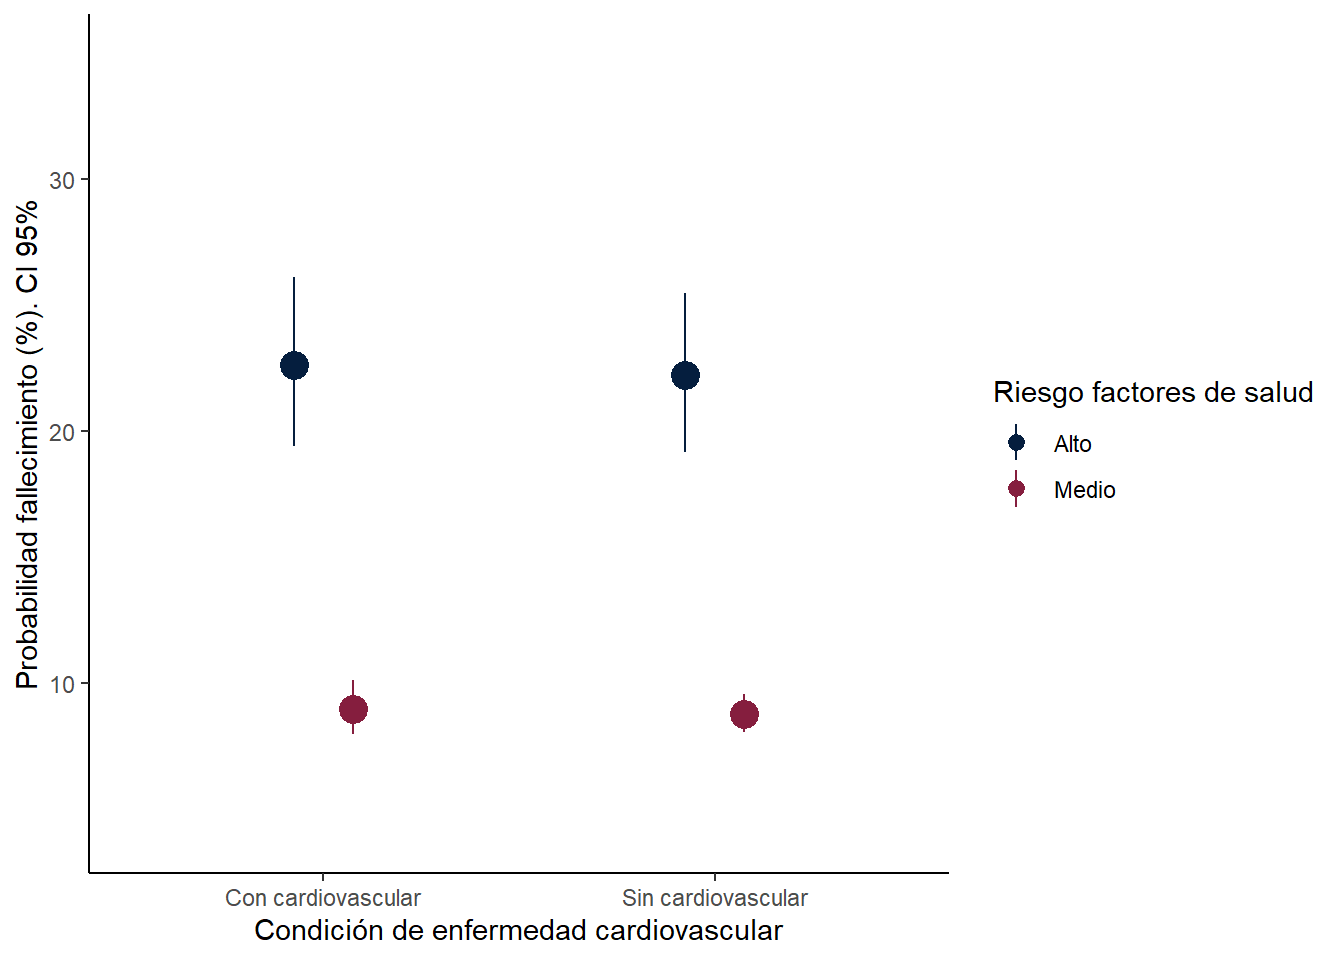 Probabilidad fallecimiento (%). CI 95%
30
20
10
Con cardiovascular
Sin cardiovascular
Condición de enfermedad cardiovascular
Riesgo factores de salud
Alto
Medio